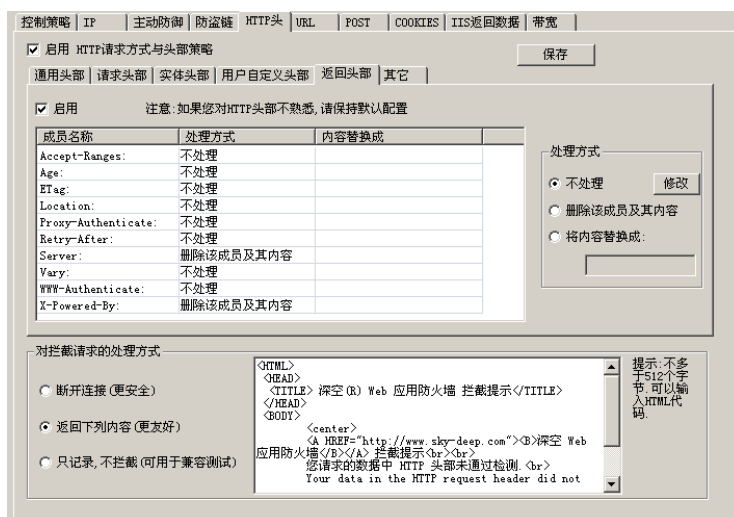 控制策略 IP 主动防御 防盗链 HTTP头 URL POST COOKIES IIS返回数据 带宽
启用 HTTP请求方式与头部策略
保存
通用头部 请求头部 实体头部 用户自定义头部 返回头部 其它
启用 注意:如果您对HTTP头部不熟悉,请保持默认配置
成员名称 处理方式 内容替换成
Accept-Ranges: 不处理
Age: 不处理
ETag: 不处理
Location: 不处理
Proxy-Authenticate: 不处理
Retry-After: 不处理
Server: 删除该成员及其内容
Vary: 不处理
WWW-Authenticate: 不处理
X-Powered-By: 删除该成员及其内容
处理方式
不处理 修改
删除该成员及其内容
将内容替换成:
对拦截请求的处理方式
断开连接(更安全)
返回下列内容(更友好)
只记录,不拦截(可用于兼容测试)
<HTML>
<HEAD>
<TITLE> 深空(R) Web 应用防火墙 拦截提示</TITLE>
</HEAD>
<BODY>
<center>
<A HREF="http://www.sky-deep.com"><B>深空 Web
应用防火墙</B></A> 拦截提示<br><br>
您请求的数据中 HTTP 头部未通过检测.<br>
Your data in the HTTP request header did not
提示:不多
于512个字
节.可以输
入HTML代
码.